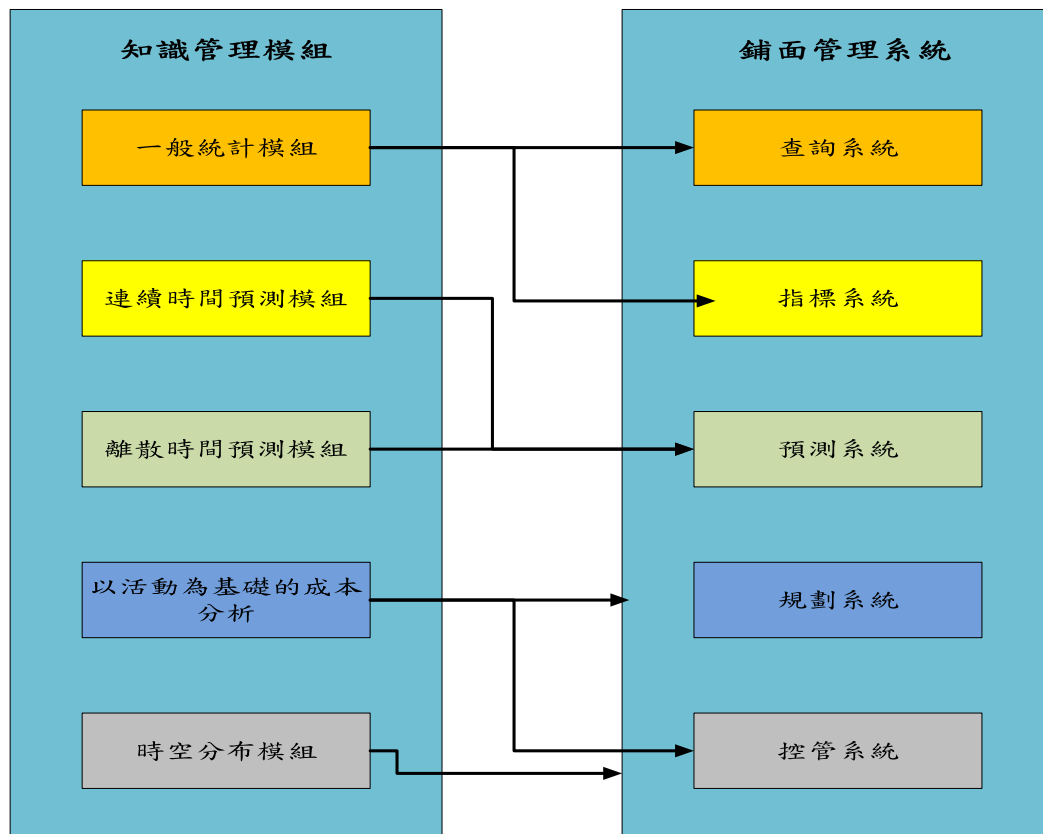 知識管理模組
鋪面管理系統
一般統計模組
查詢系統
連續時間預測模組
指標系統
離散時間預測模組
預測系統
以活動為基礎的成本
分析
規劃系統
時空分布模組
控管系統